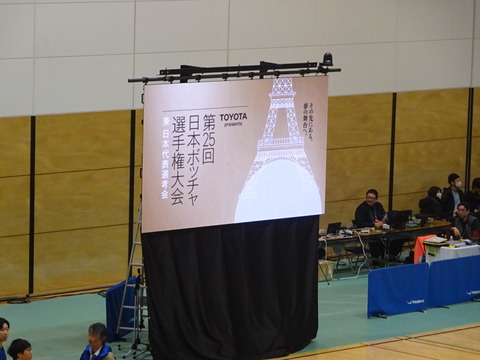 TOYOTA
presents
第25回
日本ボッチャ
選手権大会
兼 日本代表選考会
その先にある、
夢の舞台へ。